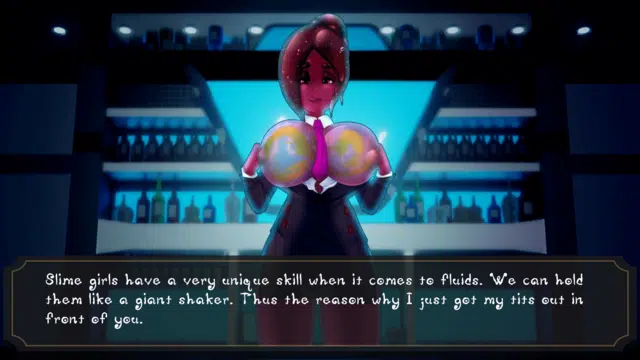 Slime girls have a very unique skill when it comes to fluids. We can hold
them like a giant shaker. Thus the reason why I just got my tits out in
front of you.